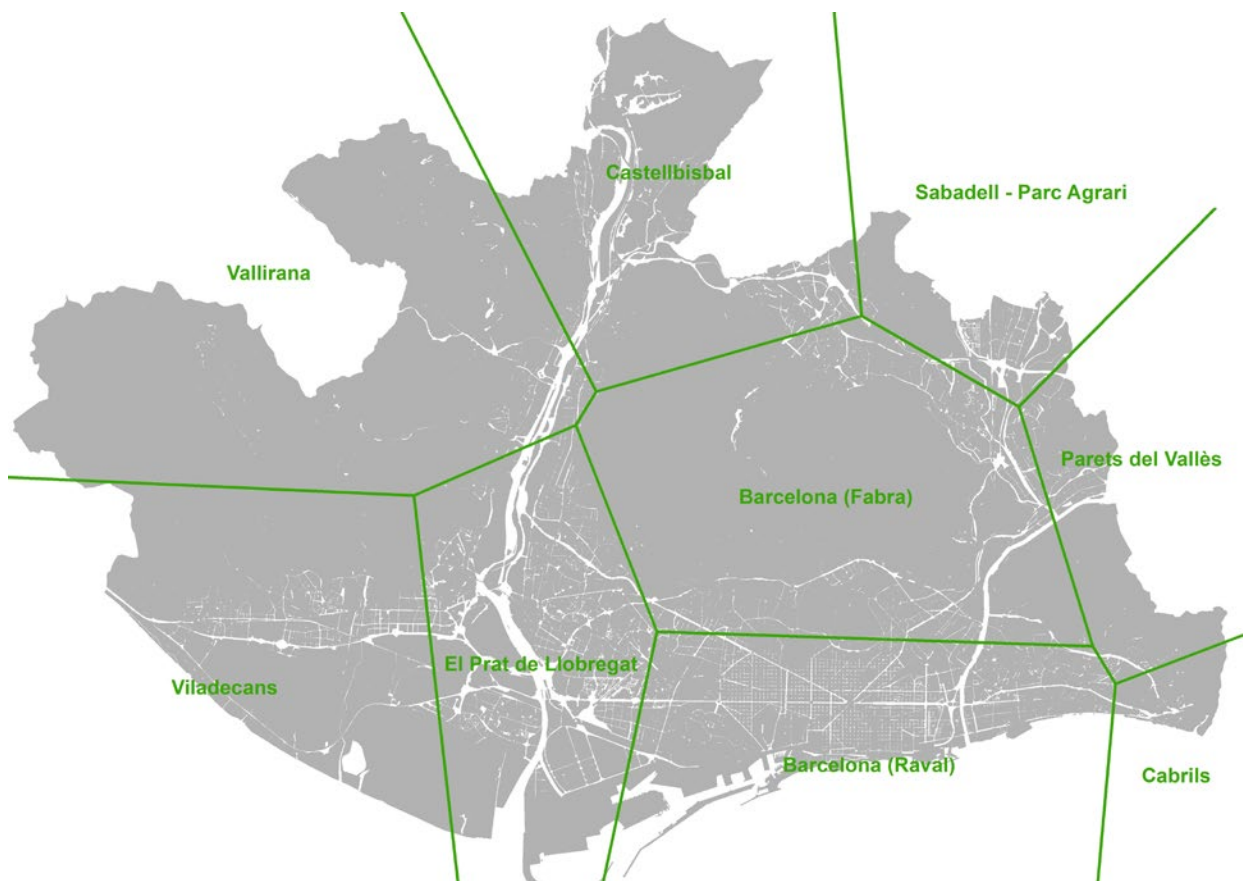 Castellbisbal
Sabadell - Parc Agrari
Vallirana
Parets del Vallès
Barcelona (Fabra)
El Prat de Llobregat
Viladecans
Barcelona (Raval)
Cabrils